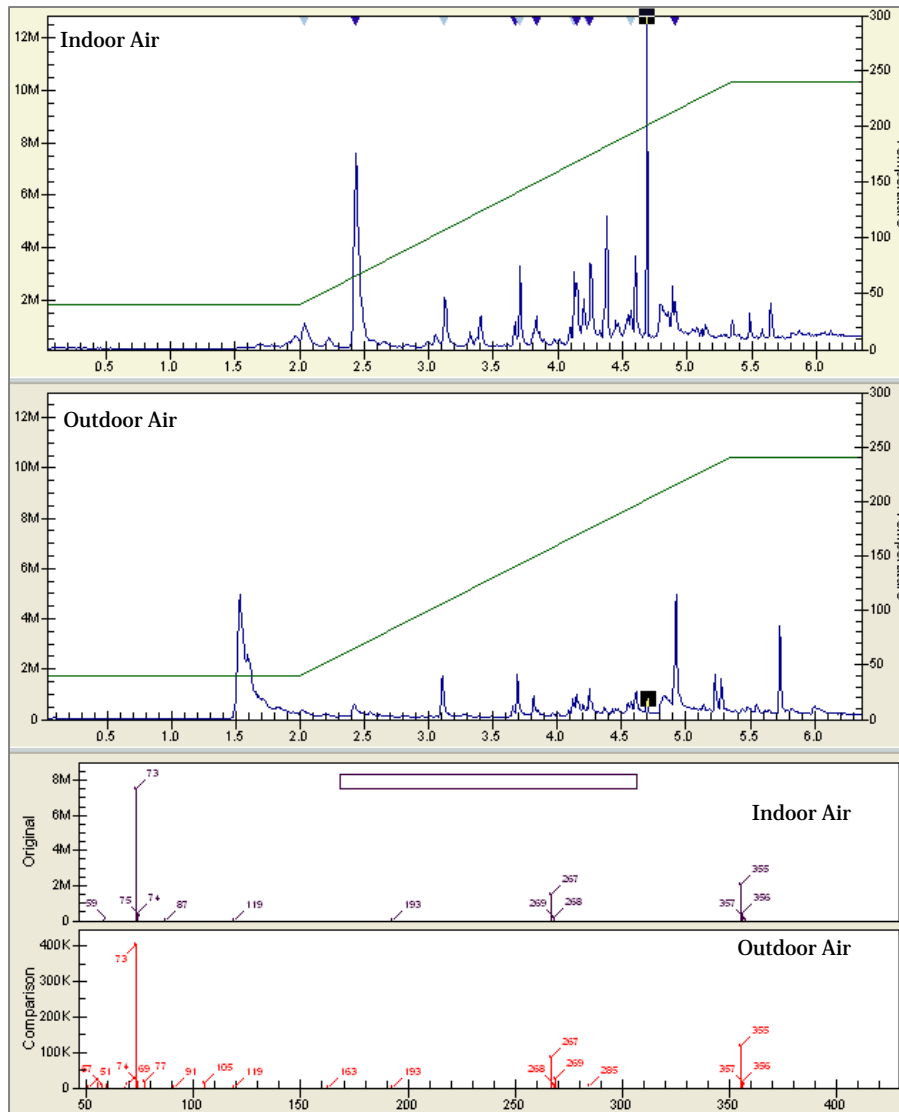 12M
300
Indoor Air
10M
250
8M
200
6M
150
4M
100
2M
50
0
0.5 1.0 1.5 2.0 2.5 3.0 3.5 4.0 4.5 5.0 5.5 6.0
300
12M
Outdoor Air
10M
250
8M
200
6M
150
4M
100
2M
50
0
0
0.5 1.0 1.5 2.0 2.5 3.0 3.5 4.0 4.5 5.0 5.5 6.0
Original
8M
6M
4M
2M
0
Indoor Air
73
59 75 74 87 119 193 269 267 268 357 355 356
Comparison
400K
300K
200K
100K
0
Outdoor Air
73
51 74 69 77 91 105 119 163 193 268 267 269 285 357 355 356
50 100 150 200 250 300 350 400